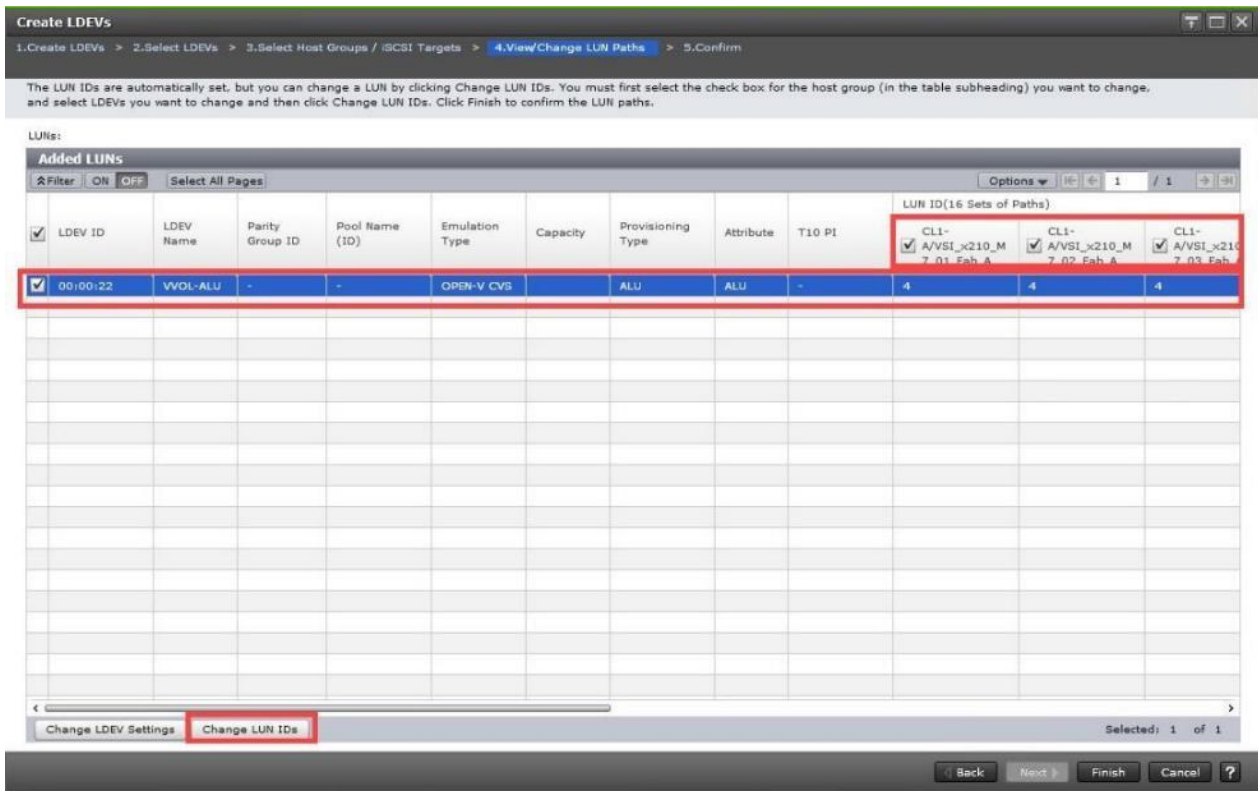 Create LDEVs
1.Create LDEVs > 2.Select LDEVs > 3.Select Host Groups / iSCSI Targets > 4.View/Change LUN Paths > 5.Confirm
The LUN IDs are automatically set, but you can change a LUN by clicking Change LUN IDs. You must first select the check box for the host group (in the table subheading) you want to change,
and select LDEVs you want to change and then click Change LUN IDs. Click Finish to confirm the LUN paths.
LUNs:
Added LUNs
Filter ON OFF Select All Pages Options 1 / 1
LUN ID(16 Sets of Paths)
LDEV ID
LDEV
Name
Parity
Group ID
Pool Name
(ID)
Emulation
Type
Capacity
Provisioning
Type
Attribute
T10 PI
CL1-
A/VSI_x210_M
7_01_Fab_A
CL1-
A/VSI_x210_M
7_02_Fab_A
CL1-
A/VSI_x210
7_03_Fab_
00:00:22 VVOL-ALU - - OPEN-V CVS ALU ALU - 4 4 4
Change LDEV Settings Change LUN IDs Selected: 1 of 1
Back Next Finish Cancel ?